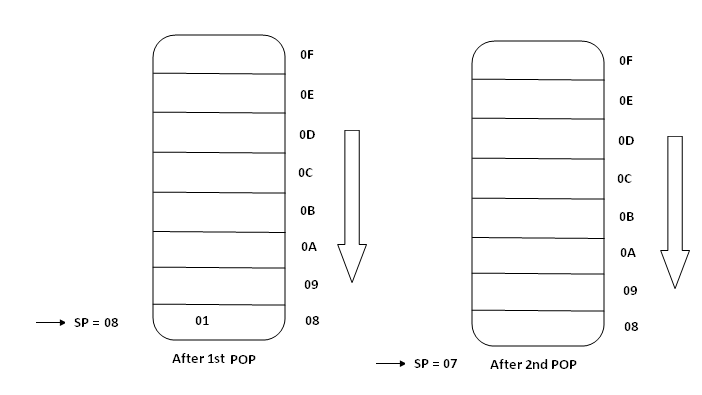 0F
0E
0D
0C
0B
0A
09
SP = 08
01
08
After 1st POP
0F
0E
0D
0C
0B
0A
09
08
SP = 07
After 2nd POP